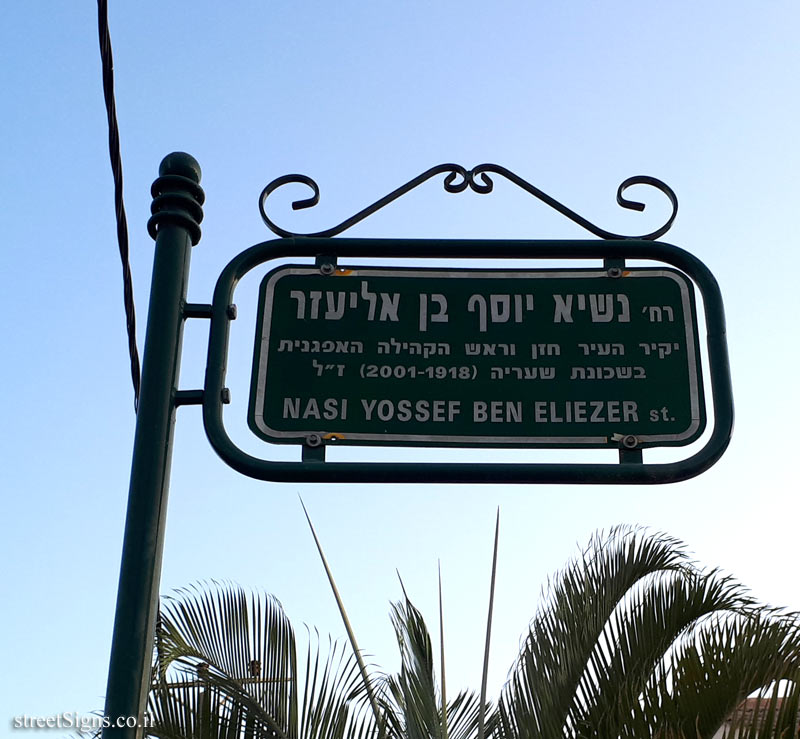 רח׳ נשיא יוסף בן אליעזר
יקיר העיר חזן וראש הקהילה האפגנית
בשכונת שעריה (2001-1918) ז״ל
NASI YOSSEF BEN ELIEZER st.
streetSigns.co.il